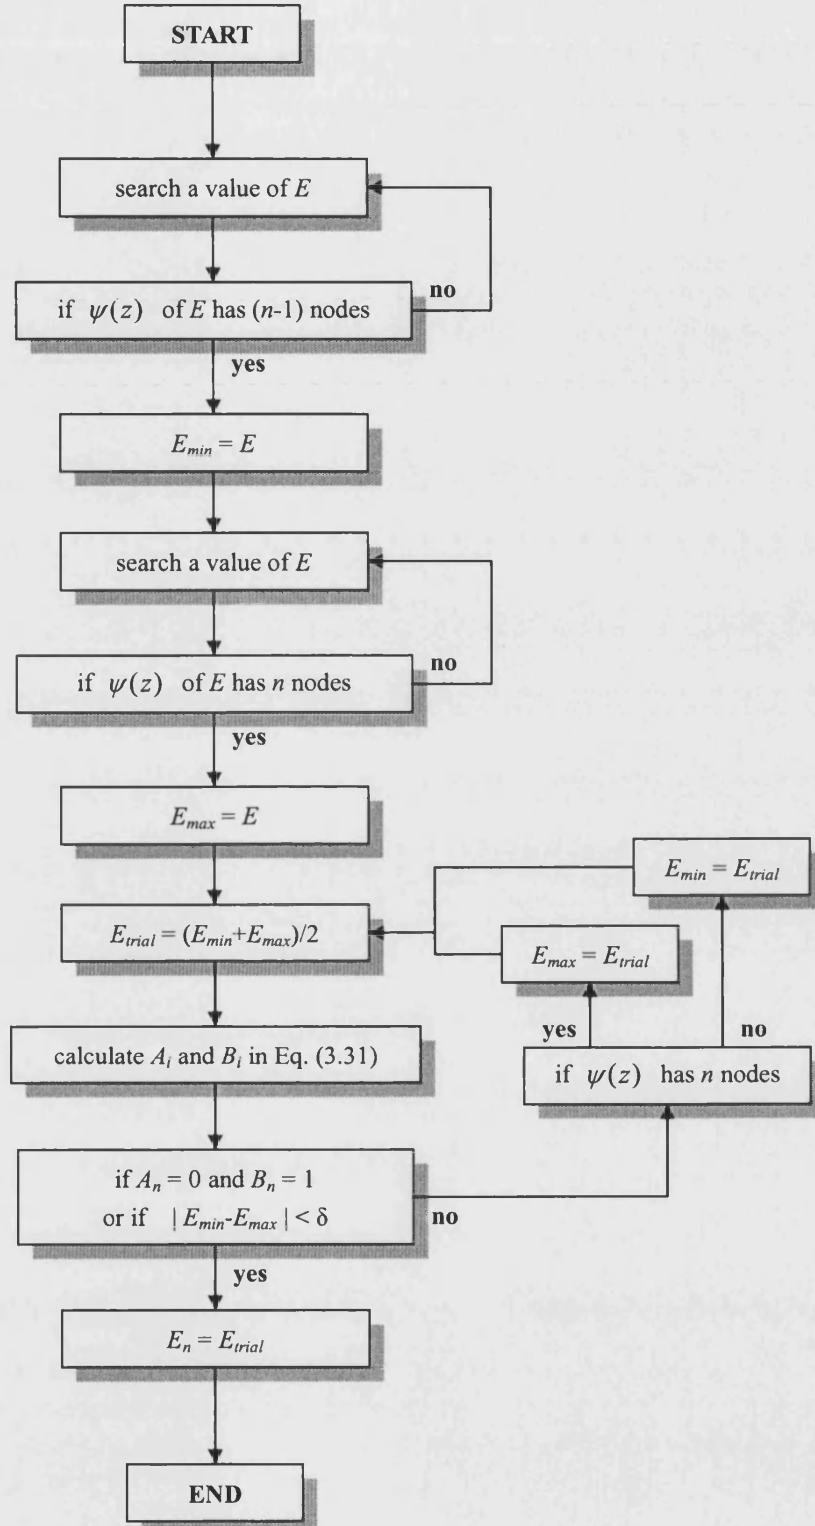 START
search a value of E
if ψ(z) of E has (n-1) nodes
no
yes
E_min = E
search a value of E
if ψ(z) of E has n nodes
no
yes
E_max = E
E_trial = (E_min+E_max)/2
E_min = E_trial
E_max = E_trial
yes
no
if ψ(z) has n nodes
calculate A_i and B_i in Eq. (3.31)
if A_n = 0 and B_n = 1
or if | E_min-E_max | < δ
no
yes
E_n = E_trial
END